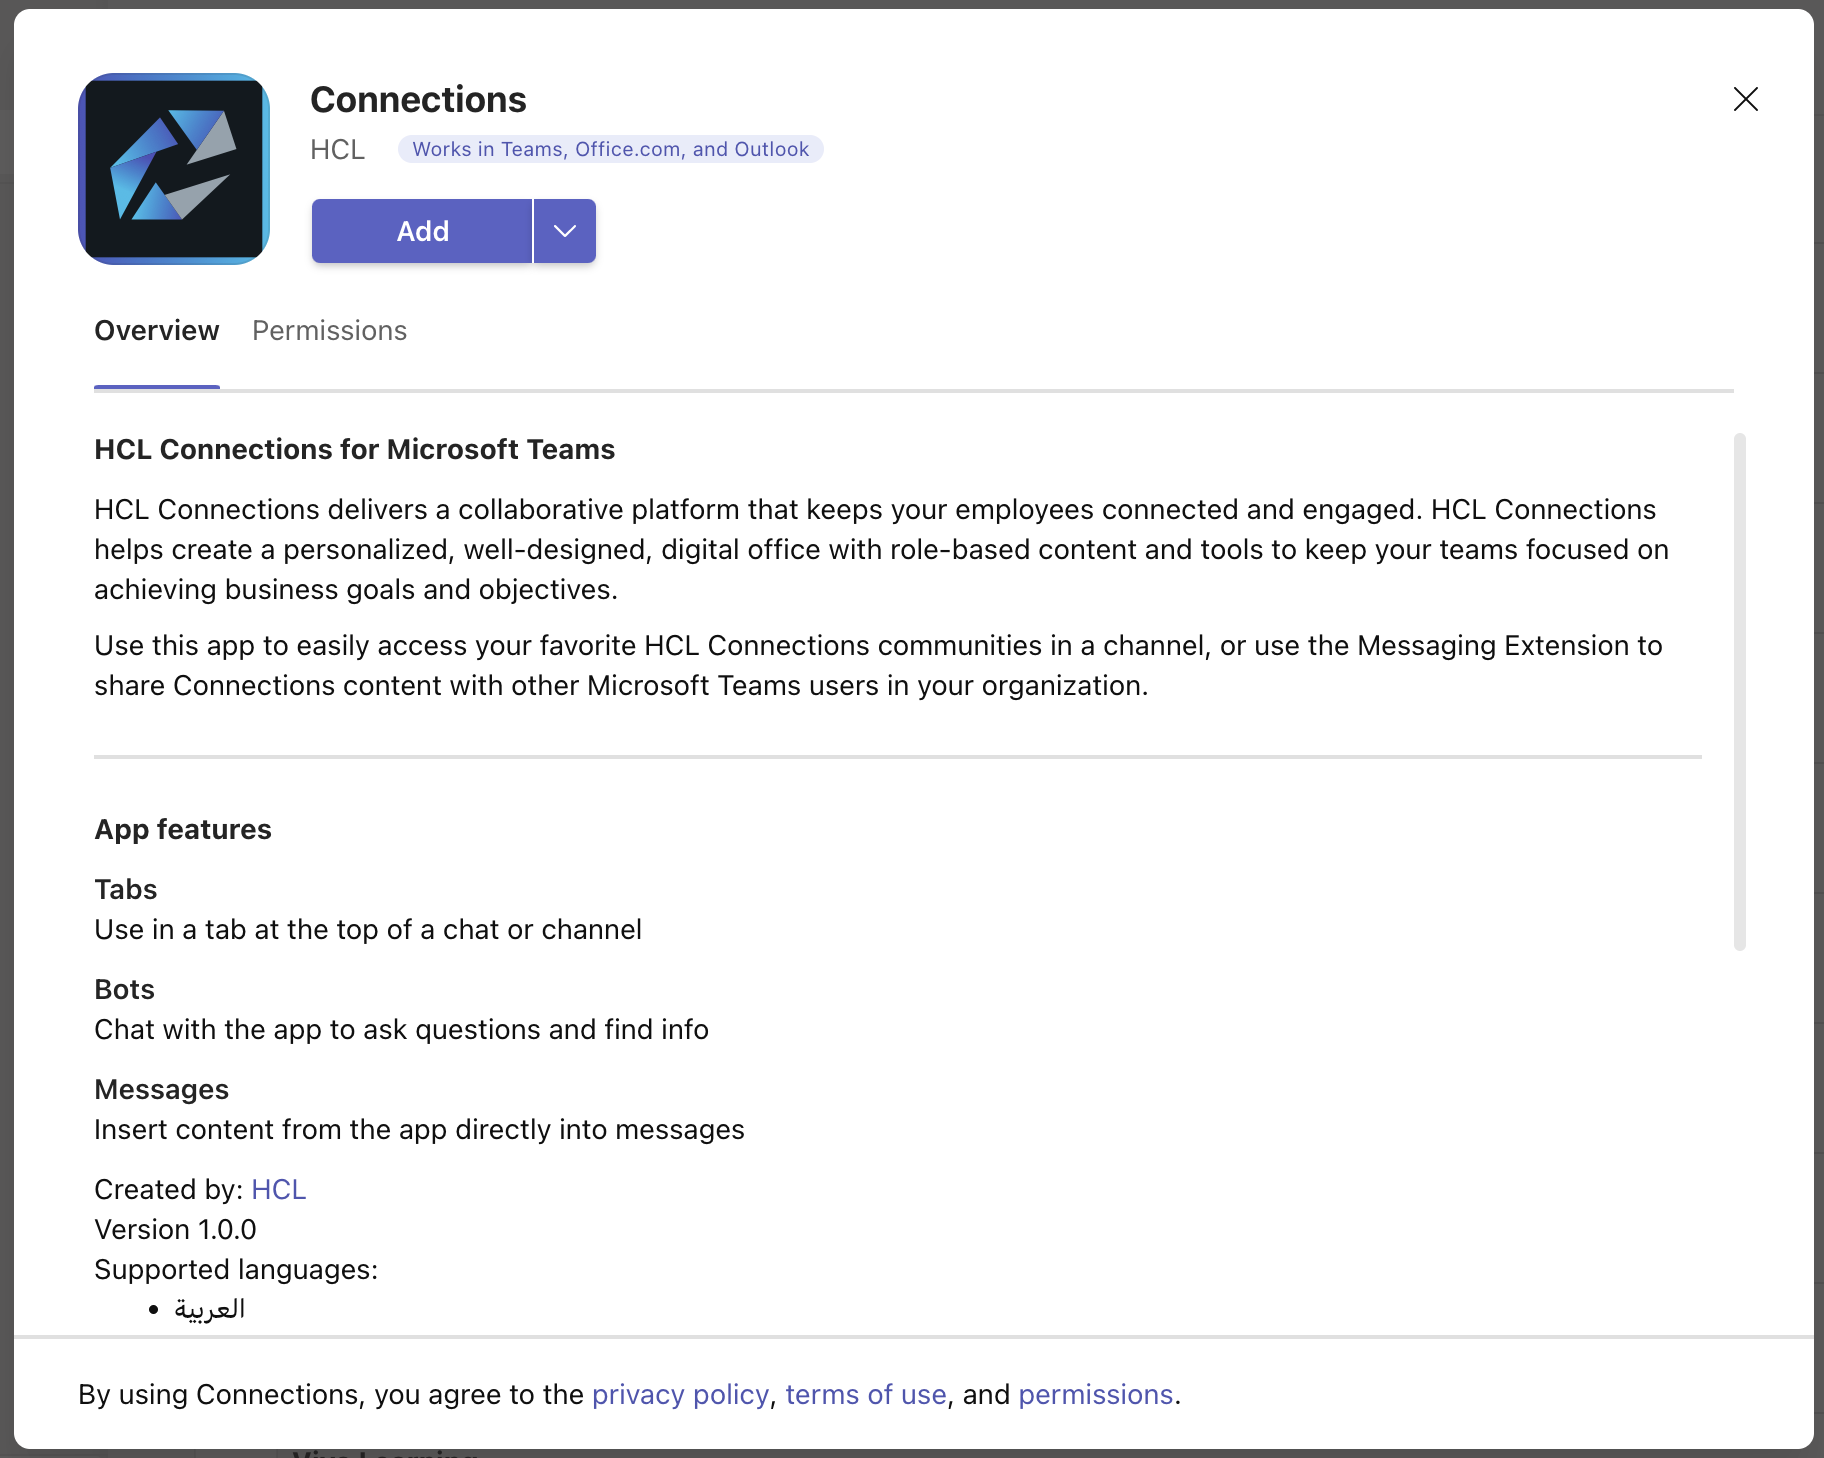 Connections
HCL
Works in Teams, Office.com, and Outlook
Add
Overview
Permissions
HCL Connections for Microsoft Teams
HCL Connections delivers a collaborative platform that keeps your employees connected and engaged. HCL Connections
helps create a personalized, well-designed, digital office with role-based content and tools to keep your teams focused on
achieving business goals and objectives.
Use this app to easily access your favorite HCL Connections communities in a channel, or use the Messaging Extension to
share Connections content with other Microsoft Teams users in your organization.
App features
Tabs
Use in a tab at the top of a chat or channel
Bots
Chat with the app to ask questions and find info
Messages
Insert content from the app directly into messages
Created by: HCL
Version 1.0.0
Supported languages:
• العربية
By using Connections, you agree to the privacy policy, terms of use, and permissions.